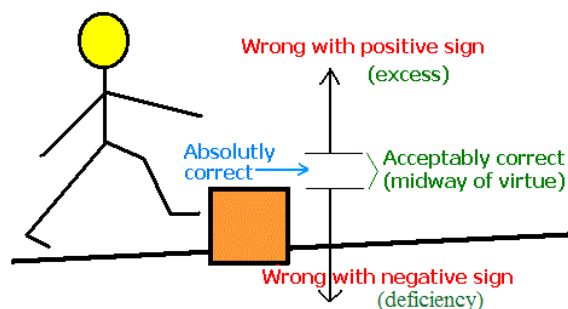 Wrong with positive sign
(excess)
Absolutly
correct
Acceptably correct
(midway of virtue)
Wrong with negative sign
(deficiency)